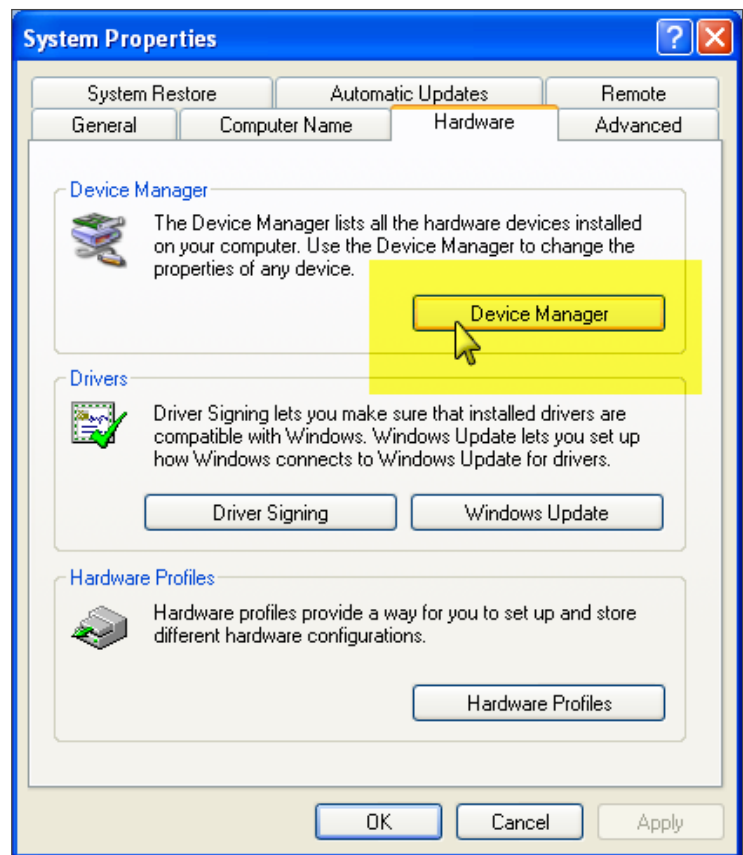 System Properties
System Restore Automatic Updates Remote
General Computer Name Hardware Advanced
Device Manager
The Device Manager lists all the hardware devices installed
on your computer. Use the Device Manager to change the
properties of any device.
Device Manager
Drivers
Driver Signing lets you make sure that installed drivers are
compatible with Windows. Windows Update lets you set up
how Windows connects to Windows Update for drivers.
Driver Signing Windows Update
Hardware Profiles
Hardware profiles provide a way for you to set up and store
different hardware configurations.
Hardware Profiles
OK Cancel Apply